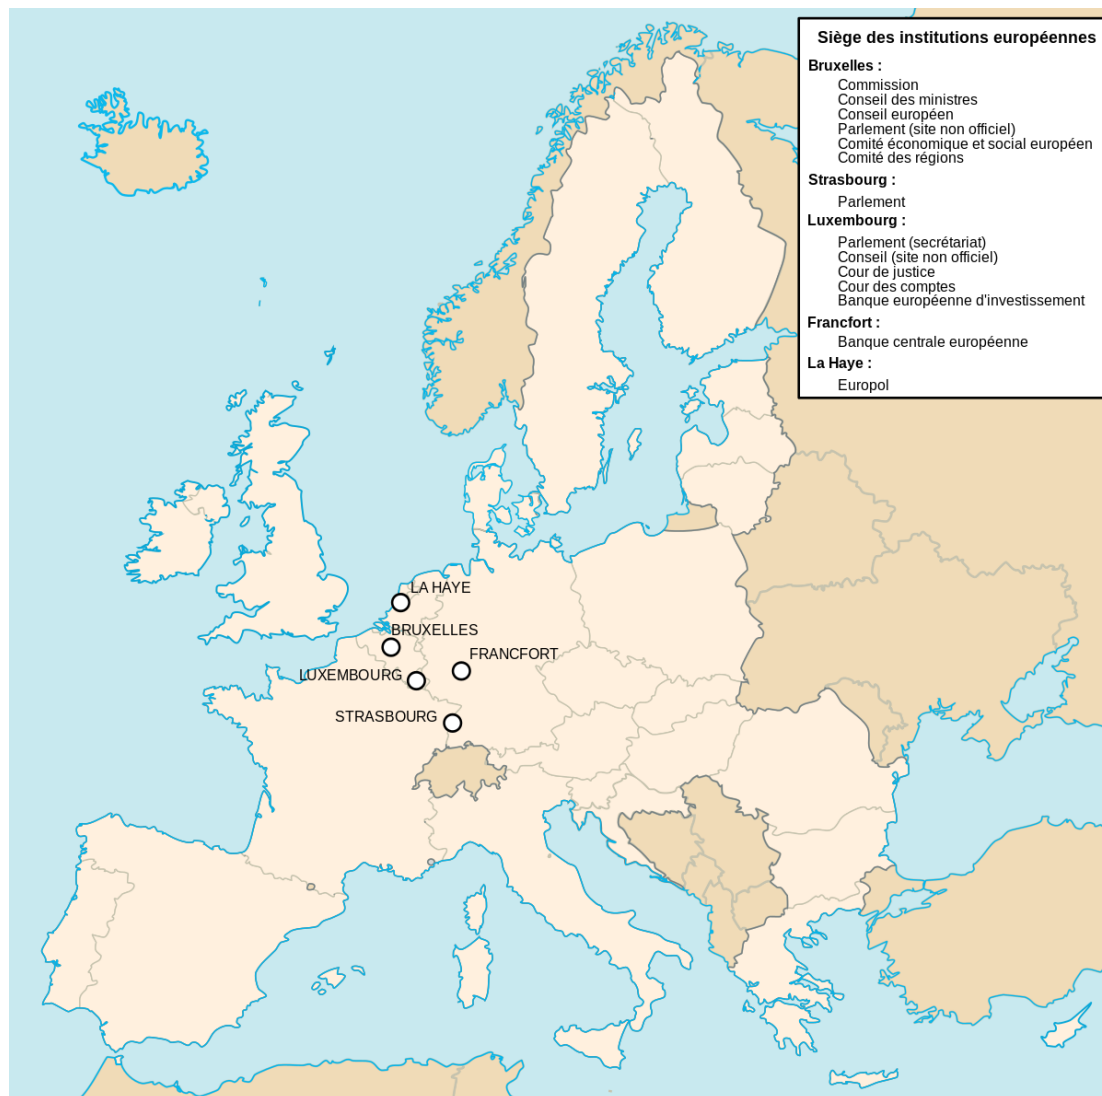 Siège des institutions européennes
Bruxelles :
Commission
Conseil des ministres
Conseil européen
Parlement (site non officiel)
Comité économique et social européen
Comité des régions
Strasbourg :
Parlement
Luxembourg :
Parlement (secrétariat)
Conseil (site non officiel)
Cour de justice
Cour des comptes
Banque européenne d'investissement
Francfort :
Banque centrale européenne
La Haye :
Europol
LA HAYE
BRUXELLES
FRANCFORT
LUXEMBOURG
STRASBOURG